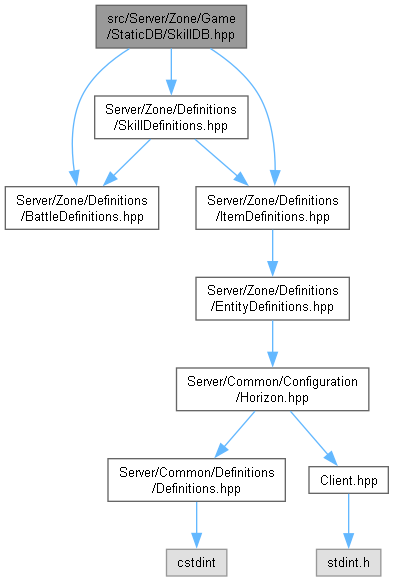 src/Server/Zone/Game
/StaticDB/SkillDB.hpp
Server/Zone/Definitions
/SkillDefinitions.hpp
Server/Zone/Definitions
/BattleDefinitions.hpp
Server/Zone/Definitions
/ItemDefinitions.hpp
Server/Zone/Definitions
/EntityDefinitions.hpp
Server/Common/Configuration
/Horizon.hpp
Server/Common/Definitions
/Definitions.hpp
Client.hpp
cstdint
stdint.h